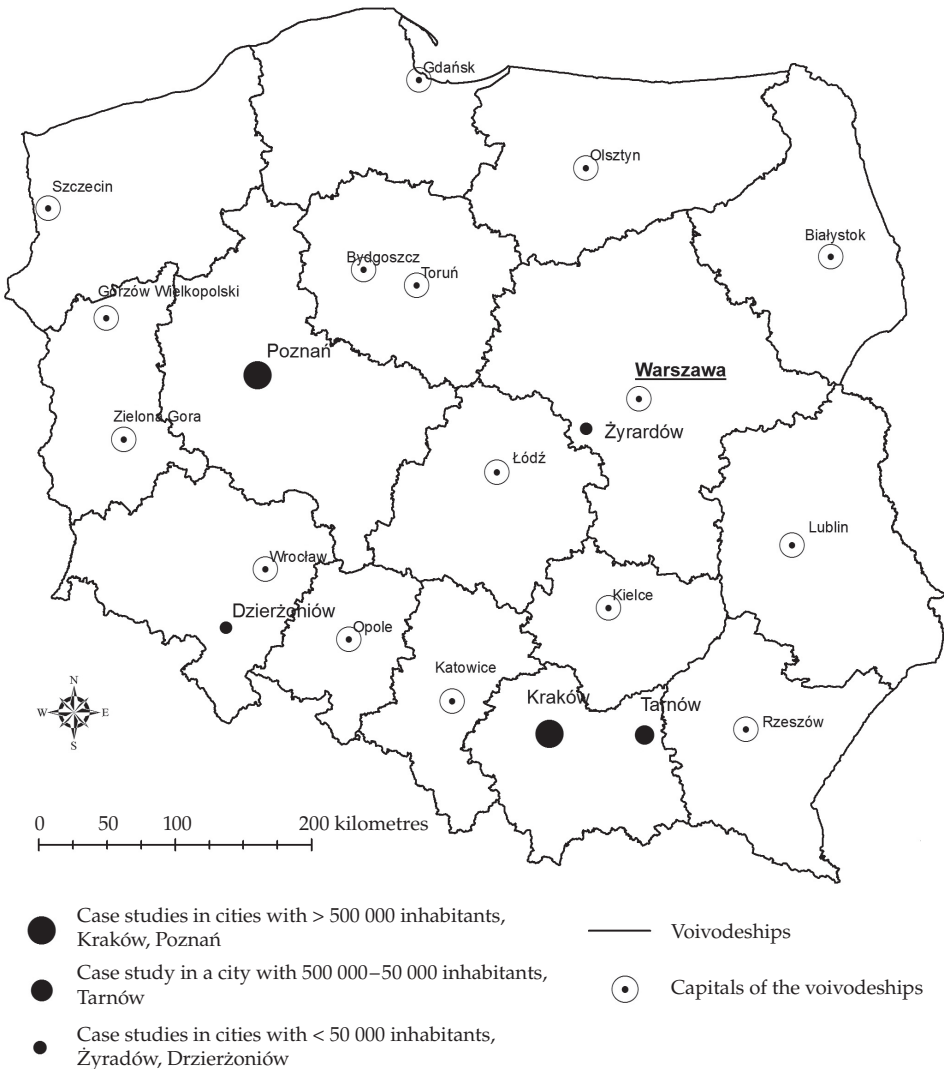 Gdańsk
Olsztyn
Szczecin
Białystok
Bydgoszcz
Toruń
Gorzów Wielkopolski
Poznań
Warszawa
Zielona Gora
Żyrardów
Łódź
Lublin
Wrocław
Kielce
Dzierżoniów
Opole
Katowice
Kraków
Tarnów
Rzeszów
N
W E
S
0 50 100 200 kilometres
Case studies in cities with > 500 000 inhabitants,
Kraków, Poznań
Case study in a city with 500 000–50 000 inhabitants,
Tarnów
Case studies in cities with < 50 000 inhabitants,
Żyradów, Drzierżoniów
Voivodeships
Capitals of the voivodeships